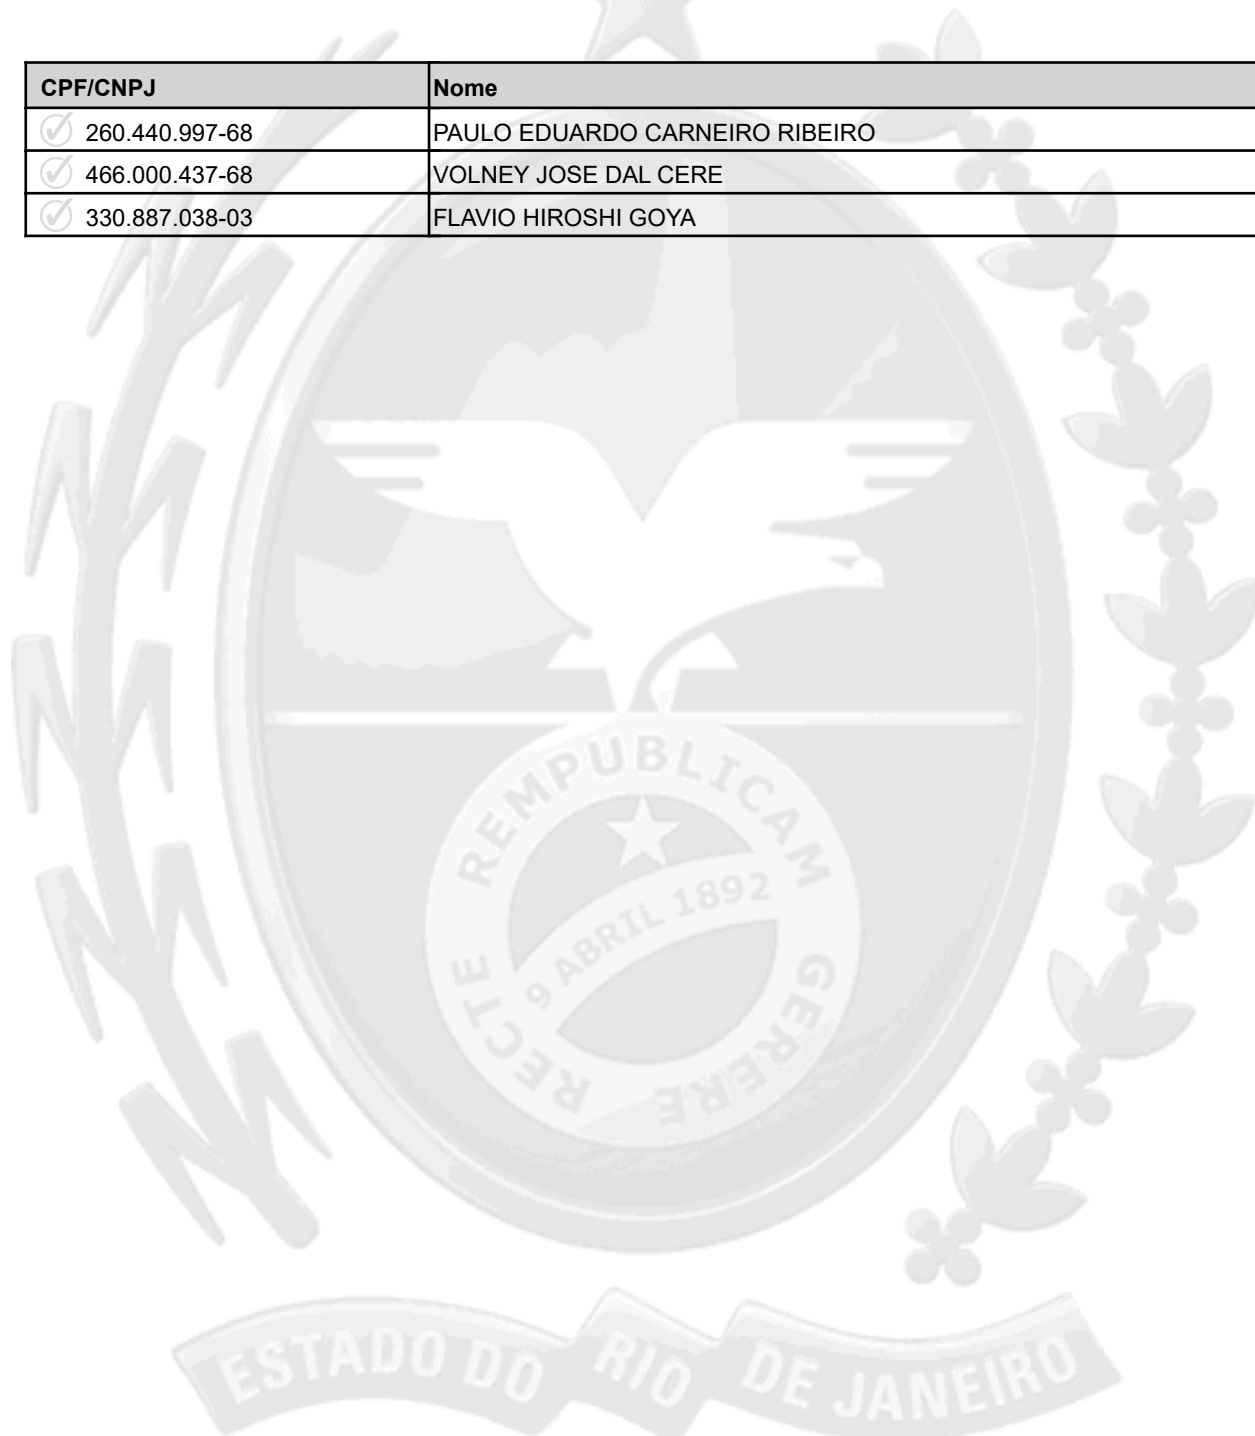 CPF/CNPJ Nome
260.440.997-68 PAULO EDUARDO CARNEIRO RIBEIRO
466.000.437-68 VOLNEY JOSE DAL CERE
330.887.038-03 FLAVIO HIROSHI GOYA
RECTE REMPUBLICAM GERERE
9 ABRIL 1892
ESTADO DO RIO DE JANEIRO